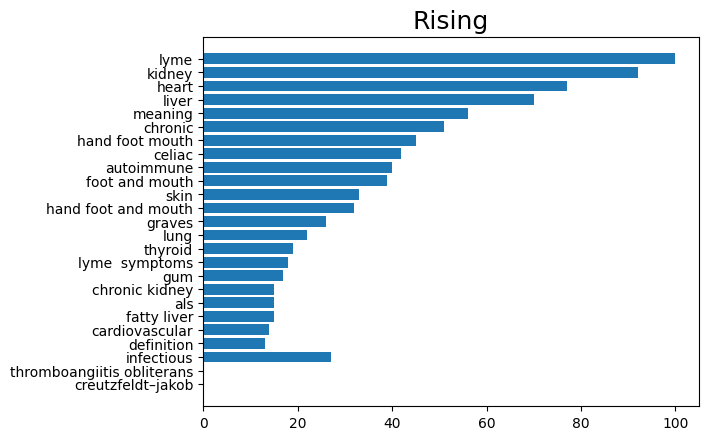 Rising
lyme
kidney
heart
liver
meaning
chronic
hand foot mouth
celiac
autoimmune
foot and mouth
skin
hand foot and mouth
graves
lung
thyroid
lyme  symptoms
gum
chronic kidney
als
fatty liver
cardiovascular
definition
infectious
thromboangiitis obliterans
creutzfeldt–jakob
0 20 40 60 80 100